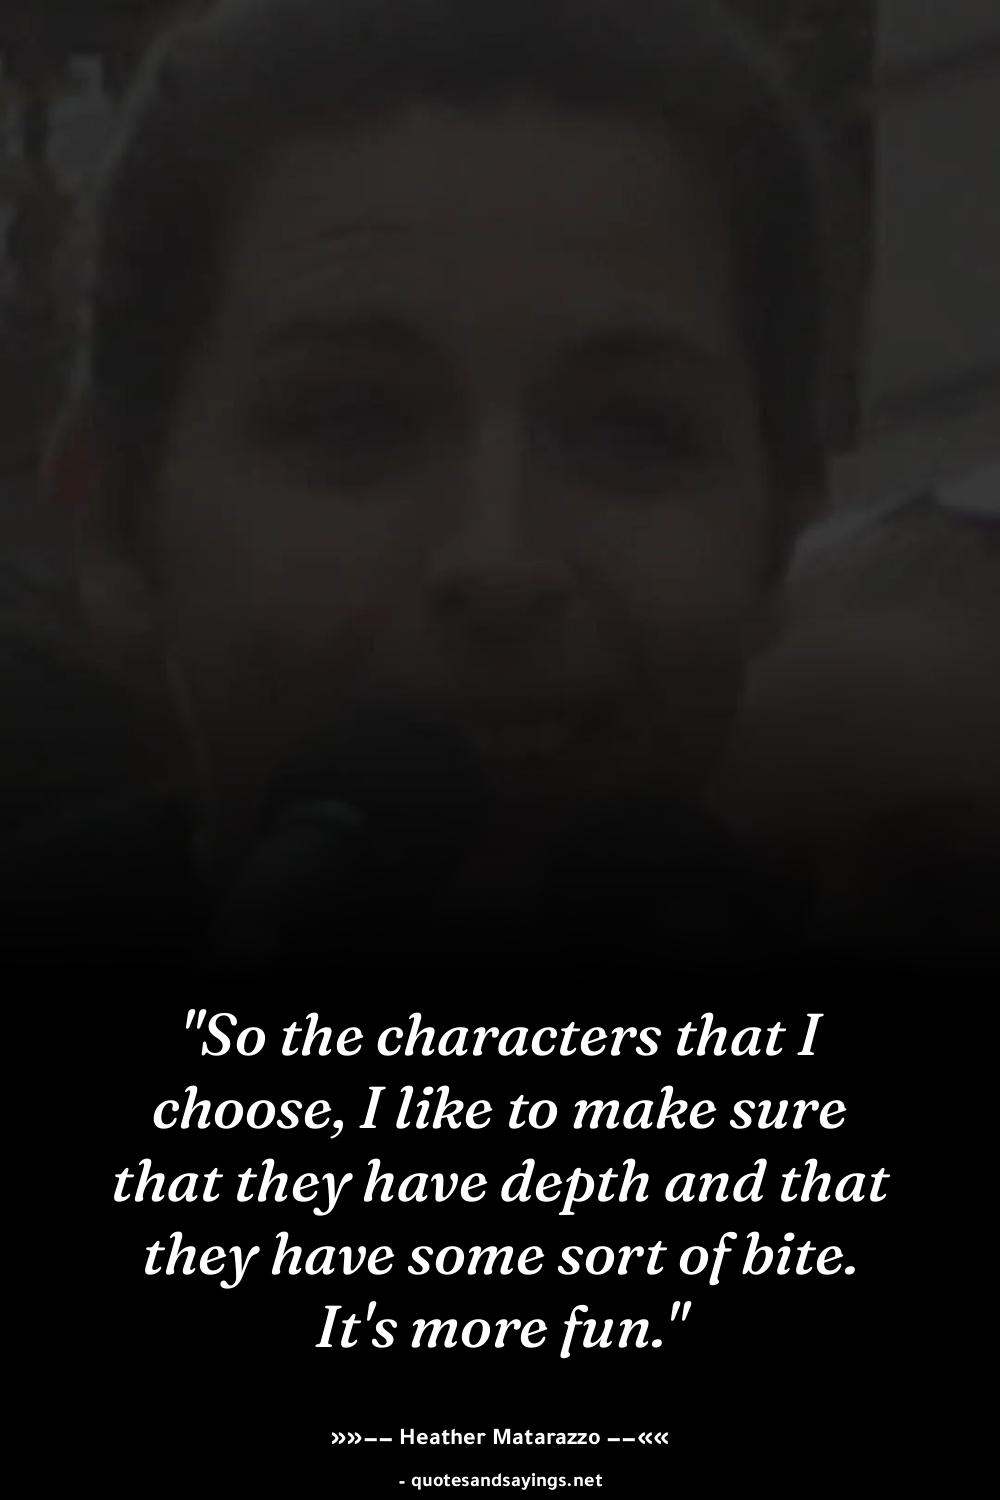 "So the characters that I
choose, I like to make sure
that they have depth and that
they have some sort of bite.
It's more fun."
»»–– Heather Matarazzo ––««
- quotesandsayings.net